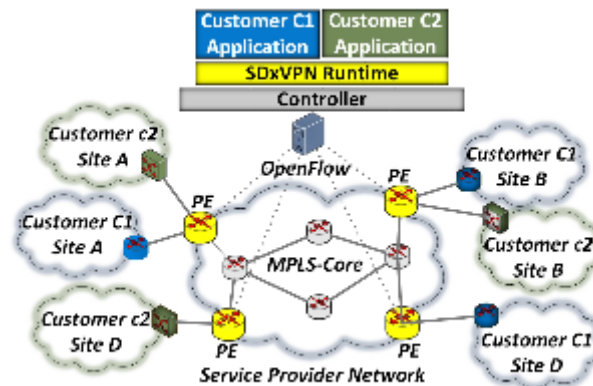 Customer C1
Application
Customer C2
Application
SDxVPN Runtime
Controller
OpenFlow
Customer c2
Site A
PE
Customer C1
Site A
PE
Customer C1
Site B
Customer c2
Site B
MPLS-Core
Customer c2
Site D
PE
PE
Customer C1
Site D
Service Provider Network